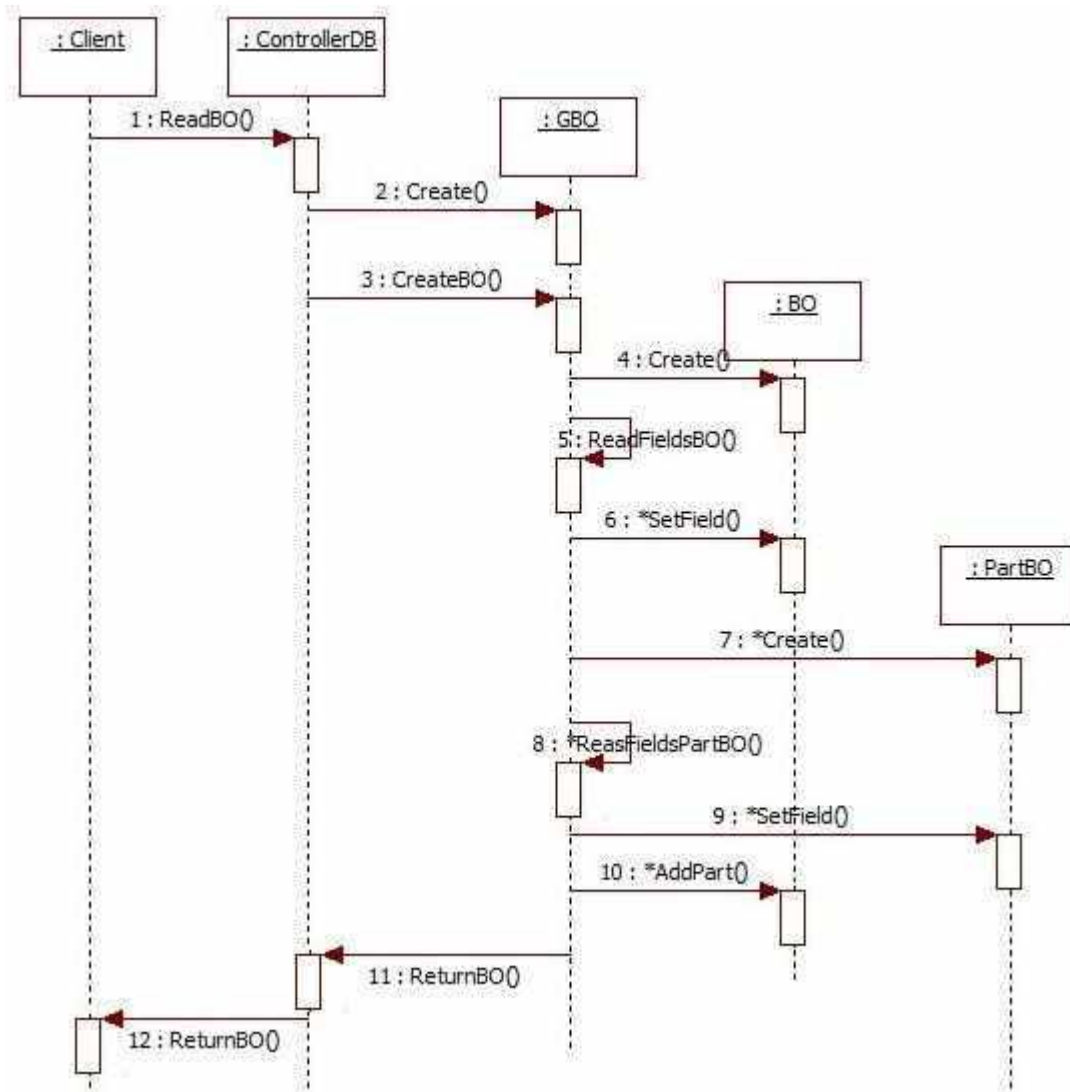 : Client
: ControllerDB
1 : ReadBO()
: GBO
2 : Create()
3 : CreateBO()
: BO
4 : Create()
5 : ReadFieldsBO()
6 : *SetField()
: PartBO
7 : *Create()
8 : *ReasFieldsPartBO()
9 : *SetField()
10 : *AddPart()
11 : ReturnBO()
12 : ReturnBO()